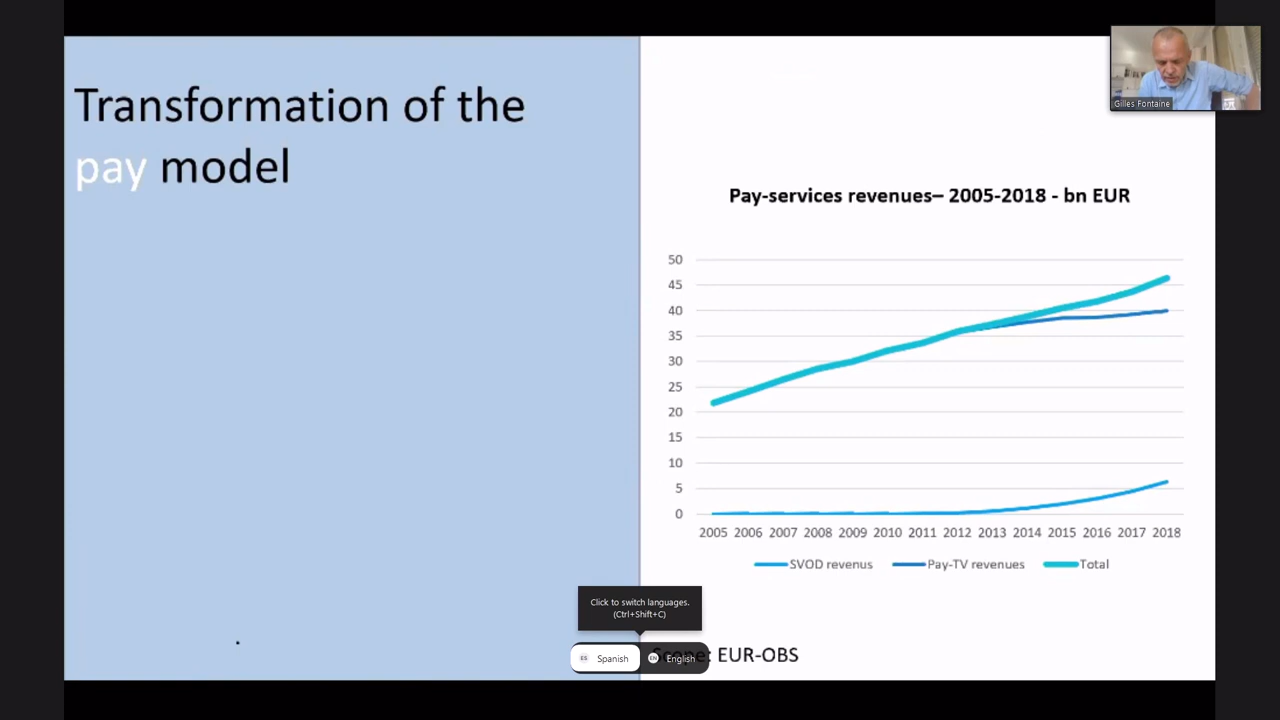 Transformation of the
pay model
Gilles Fontaine
Pay-services revenues– 2005-2018 - bn EUR
50
45
40
35
30
25
20
15
10
5
0
2005 2006 2007 2008 2009 2010 2011 2012 2013 2014 2015 2016 2017 2018
SVOD revenus Pay-TV revenues Total
Click to switch languages.
(Ctrl+Shift+C)
ES Spanish EN English
EUR-OBS